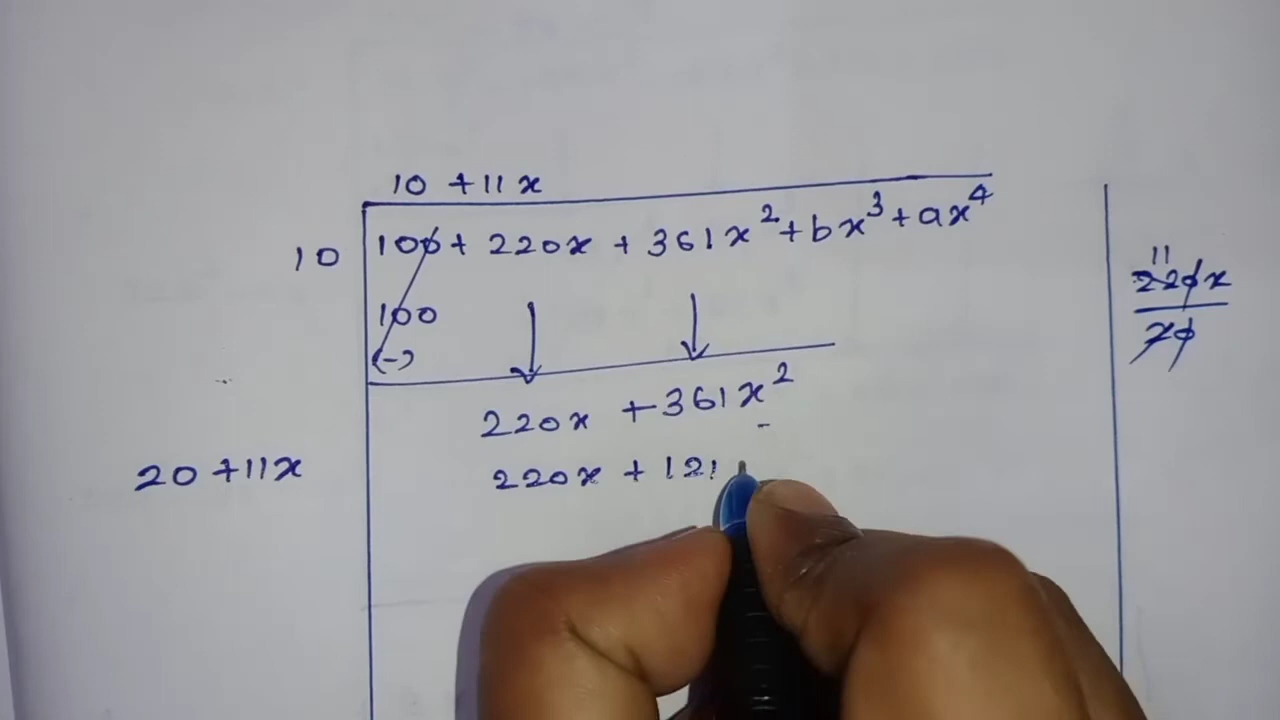 10 + 11x
10 100 + 220x + 361x² + bx³ + ax⁴
100
(-)
220x + 361x²
20 + 11x 220x + 121
11
220x
20